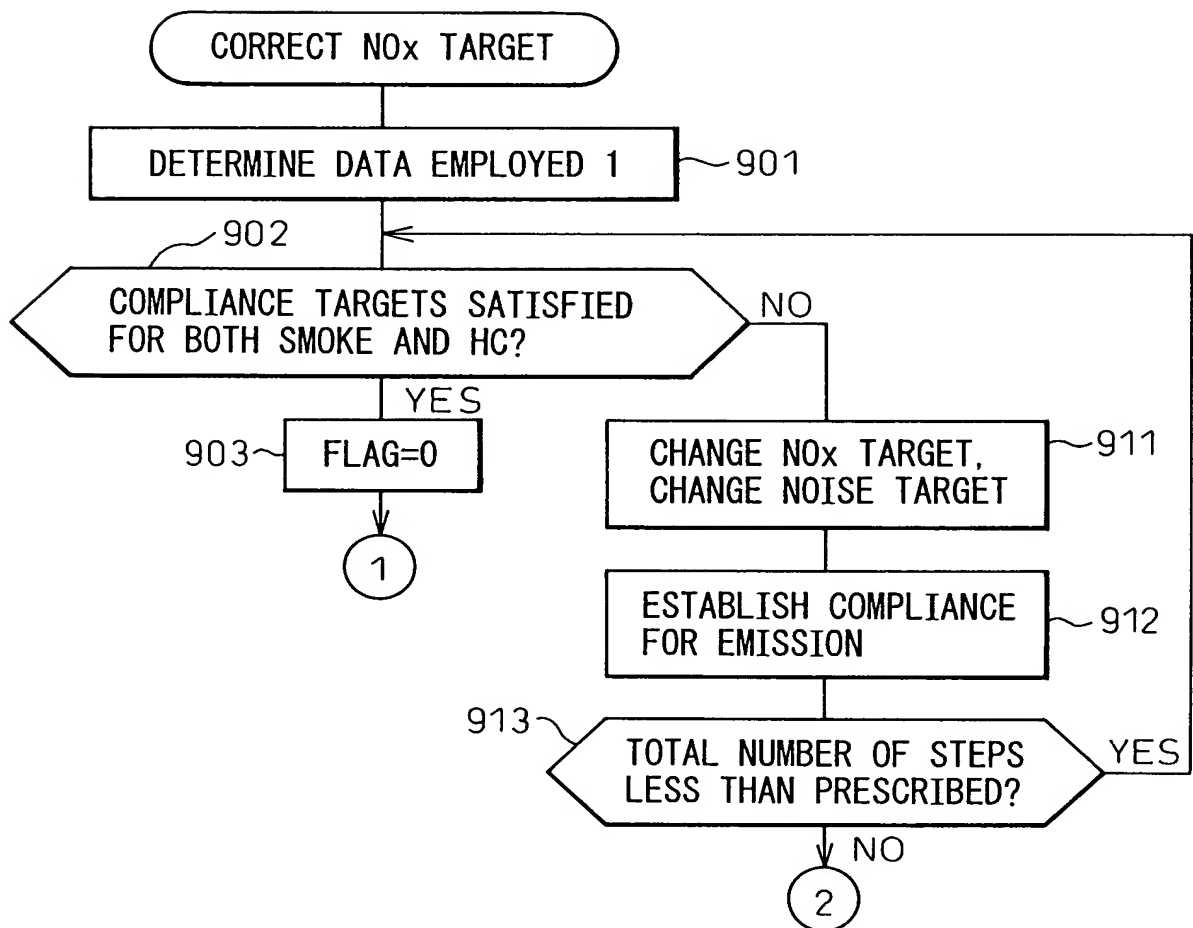 CORRECT NOx TARGET
DETERMINE DATA EMPLOYED 1
901
902
COMPLIANCE TARGETS SATISFIED
FOR BOTH SMOKE AND HC?
NO
YES
903
FLAG=0
1
CHANGE NOx TARGET,
CHANGE NOISE TARGET
911
ESTABLISH COMPLIANCE
FOR EMISSION
912
913
TOTAL NUMBER OF STEPS
LESS THAN PRESCRIBED?
YES
NO
2